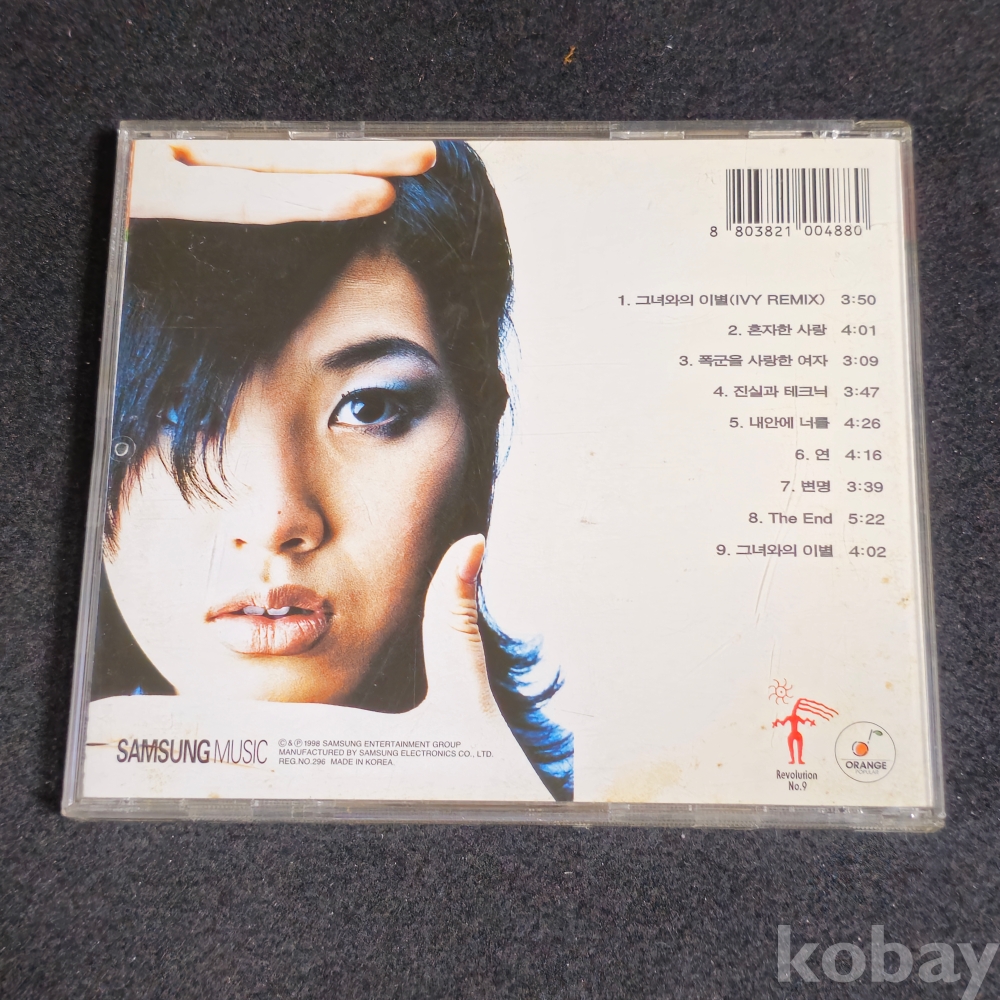 8 803821 004880
1. 그녀와의 이별(IVY REMIX) 3:50
2. 혼자한 사랑 4:01
3. 폭군을 사랑한 여자 3:09
4. 진실과 테크닉 3:47
5. 내안에 너를 4:26
6. 연 4:16
7. 변명 3:39
8. The End 5:22
9. 그녀와의 이별 4:02
SAMSUNG MUSIC
©&℗ 1998 SAMSUNG ENTERTAINMENT GROUP
MANUFACTURED BY SAMSUNG ELECTRONICS CO., LTD.
REG.NO.296 MADE IN KOREA.
Revolution
No.9
ORANGE
kobay